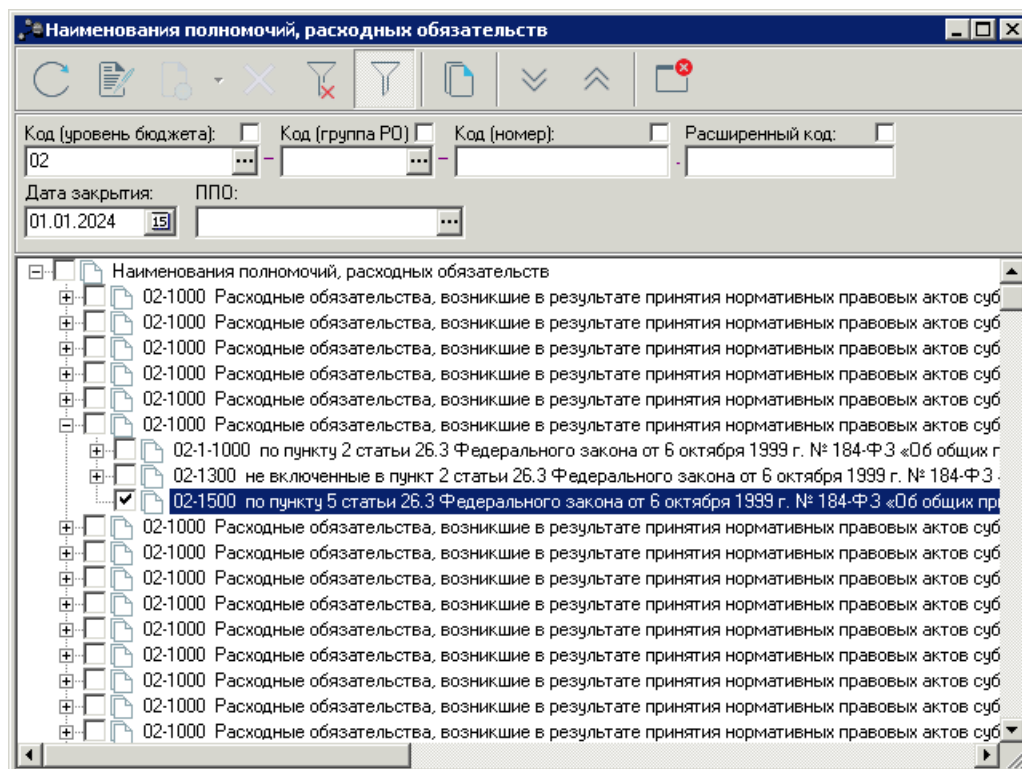 Наименования полномочий, расходных обязательств
Код (уровень бюджета): Код (группа РО) Код (номер): Расширенный код:
02 - - .
Дата закрытия: ППО:
01.01.2024 15
Наименования полномочий, расходных обязательств
02-1000 Расходные обязательства, возникшие в результате принятия нормативных правовых актов суб
02-1000 Расходные обязательства, возникшие в результате принятия нормативных правовых актов суб
02-1000 Расходные обязательства, возникшие в результате принятия нормативных правовых актов суб
02-1000 Расходные обязательства, возникшие в результате принятия нормативных правовых актов суб
02-1000 Расходные обязательства, возникшие в результате принятия нормативных правовых актов суб
02-1000 Расходные обязательства, возникшие в результате принятия нормативных правовых актов суб
02-1-1000 по пункту 2 статьи 26.3 Федерального закона от 6 октября 1999 г. № 184-ФЗ «Об общих п
02-1300 не включенные в пункт 2 статьи 26.3 Федерального закона от 6 октября 1999 г. № 184-ФЗ
02-1500 по пункту 5 статьи 26.3 Федерального закона от 6 октября 1999 г. № 184-ФЗ «Об общих при
02-1000 Расходные обязательства, возникшие в результате принятия нормативных правовых актов суб
02-1000 Расходные обязательства, возникшие в результате принятия нормативных правовых актов суб
02-1000 Расходные обязательства, возникшие в результате принятия нормативных правовых актов суб
02-1000 Расходные обязательства, возникшие в результате принятия нормативных правовых актов суб
02-1000 Расходные обязательства, возникшие в результате принятия нормативных правовых актов суб
02-1000 Расходные обязательства, возникшие в результате принятия нормативных правовых актов суб
02-1000 Расходные обязательства, возникшие в результате принятия нормативных правовых актов суб
02-1000 Расходные обязательства, возникшие в результате принятия нормативных правовых актов суб
02-1000 Расходные обязательства, возникшие в результате принятия нормативных правовых актов суб